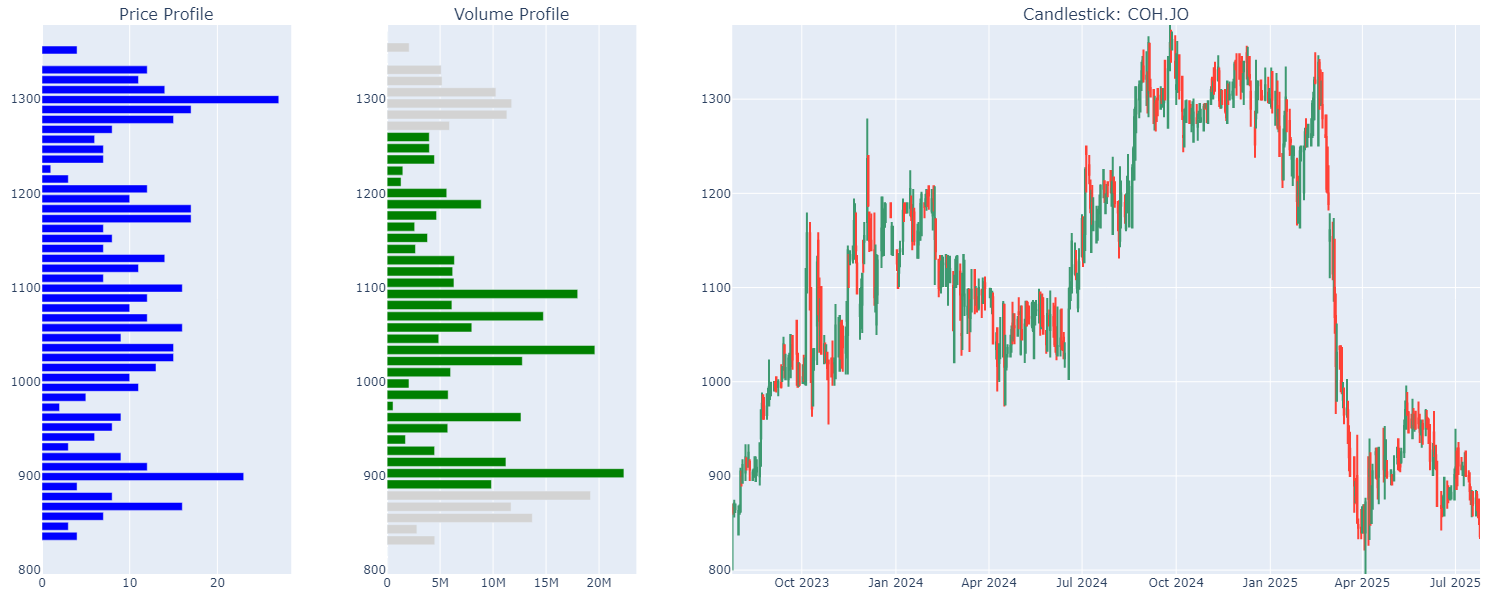 Price Profile
Volume Profile
Candlestick: COH.JO
1300
1200
1100
1000
900
800
0
10
20
1300
1200
1100
1000
900
800
0
5M
10M
15M
20M
1300
1200
1100
1000
900
800
Oct 2023
Jan 2024
Apr 2024
Jul 2024
Oct 2024
Jan 2025
Apr 2025
Jul 2025